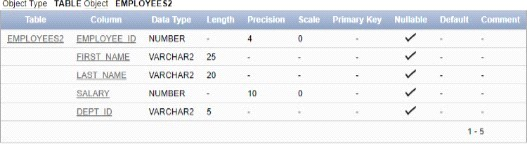 Object Type TABLE Object EMPLOYEES2
Table Column Data Type Length Precision Scale Primary Key Nullable Default Comment
EMPLOYEES2 EMPLOYEE_ID NUMBER - 4 0 - ✓ - -
FIRST_NAME VARCHAR2 25 - - - ✓ - -
LAST_NAME VARCHAR2 20 - - - ✓ - -
SALARY NUMBER - 10 0 - ✓ - -
DEPT_ID VARCHAR2 5 - - - ✓ - -
1 - 5